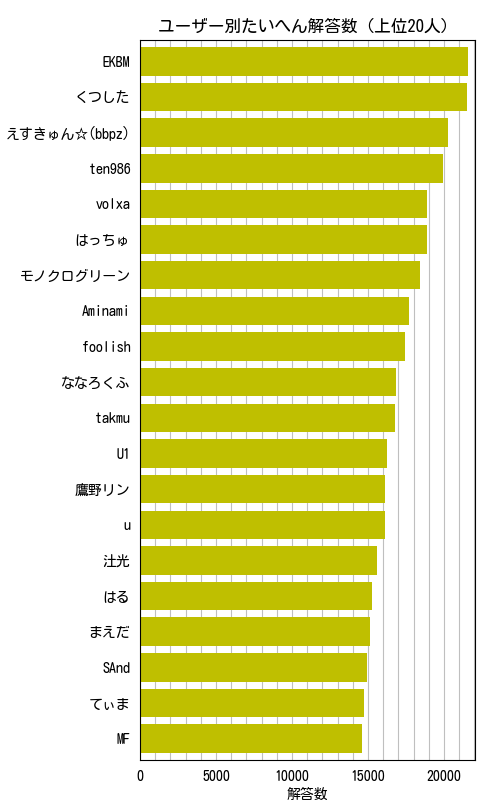 ユーザー別たいへん解答数 (上位20人)
EKBM
くつした
えすきゅん☆(bbpz)
ten986
volxa
はっちゅ
モノクログリーン
Aminami
foolish
ななろくふ
takmu
U1
鷹野リン
u
辻光
はる
まえだ
SAnd
てぃま
MF
0 5000 10000 15000 20000
解答数